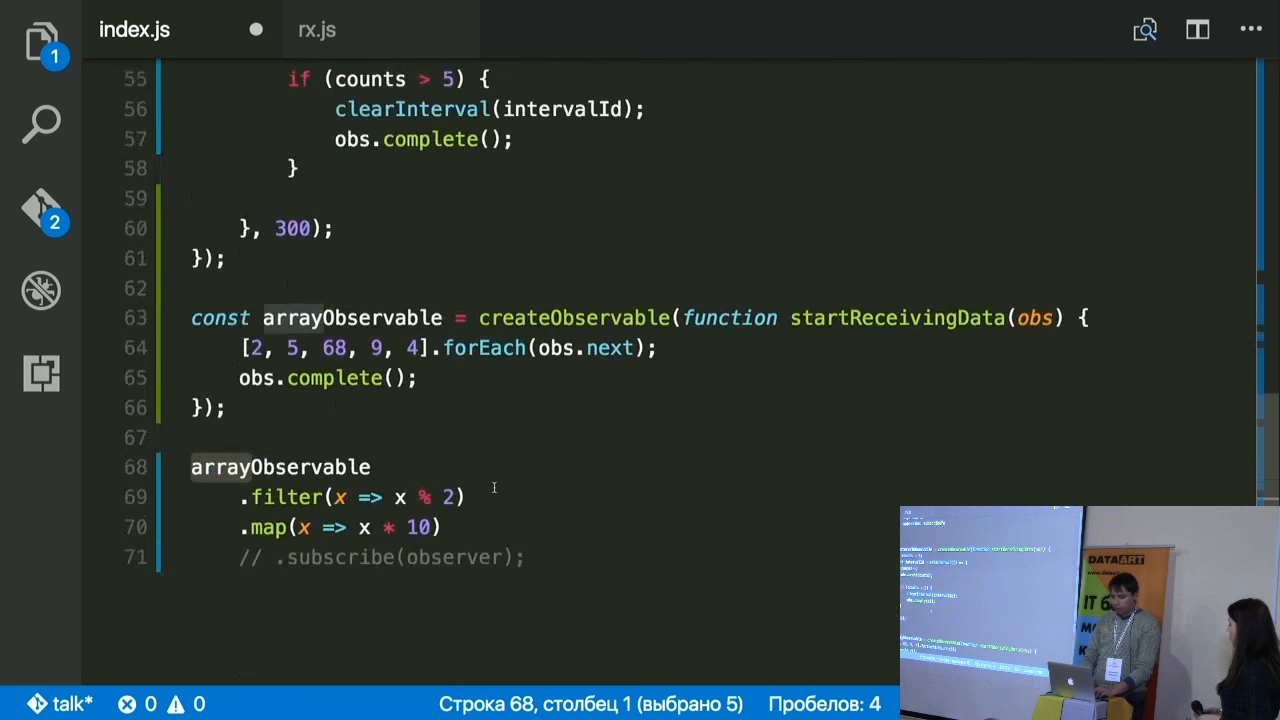 index.js
rx.js
1
2
55 if (counts > 5) {
56 clearInterval(intervalId);
57 obs.complete();
58 }
59
60 }, 300);
61 });
62
63 const arrayObservable = createObservable(function startReceivingData(obs) {
64 [2, 5, 68, 9, 4].forEach(obs.next);
65 obs.complete();
66 });
67
68 arrayObservable
69 .filter(x => x % 2)
70 .map(x => x * 10)
71 // .subscribe(observer);
DATAART
IT 6
talk* 0 0 Строка 68, столбец 1 (выбрано 5) Пробелов: 4